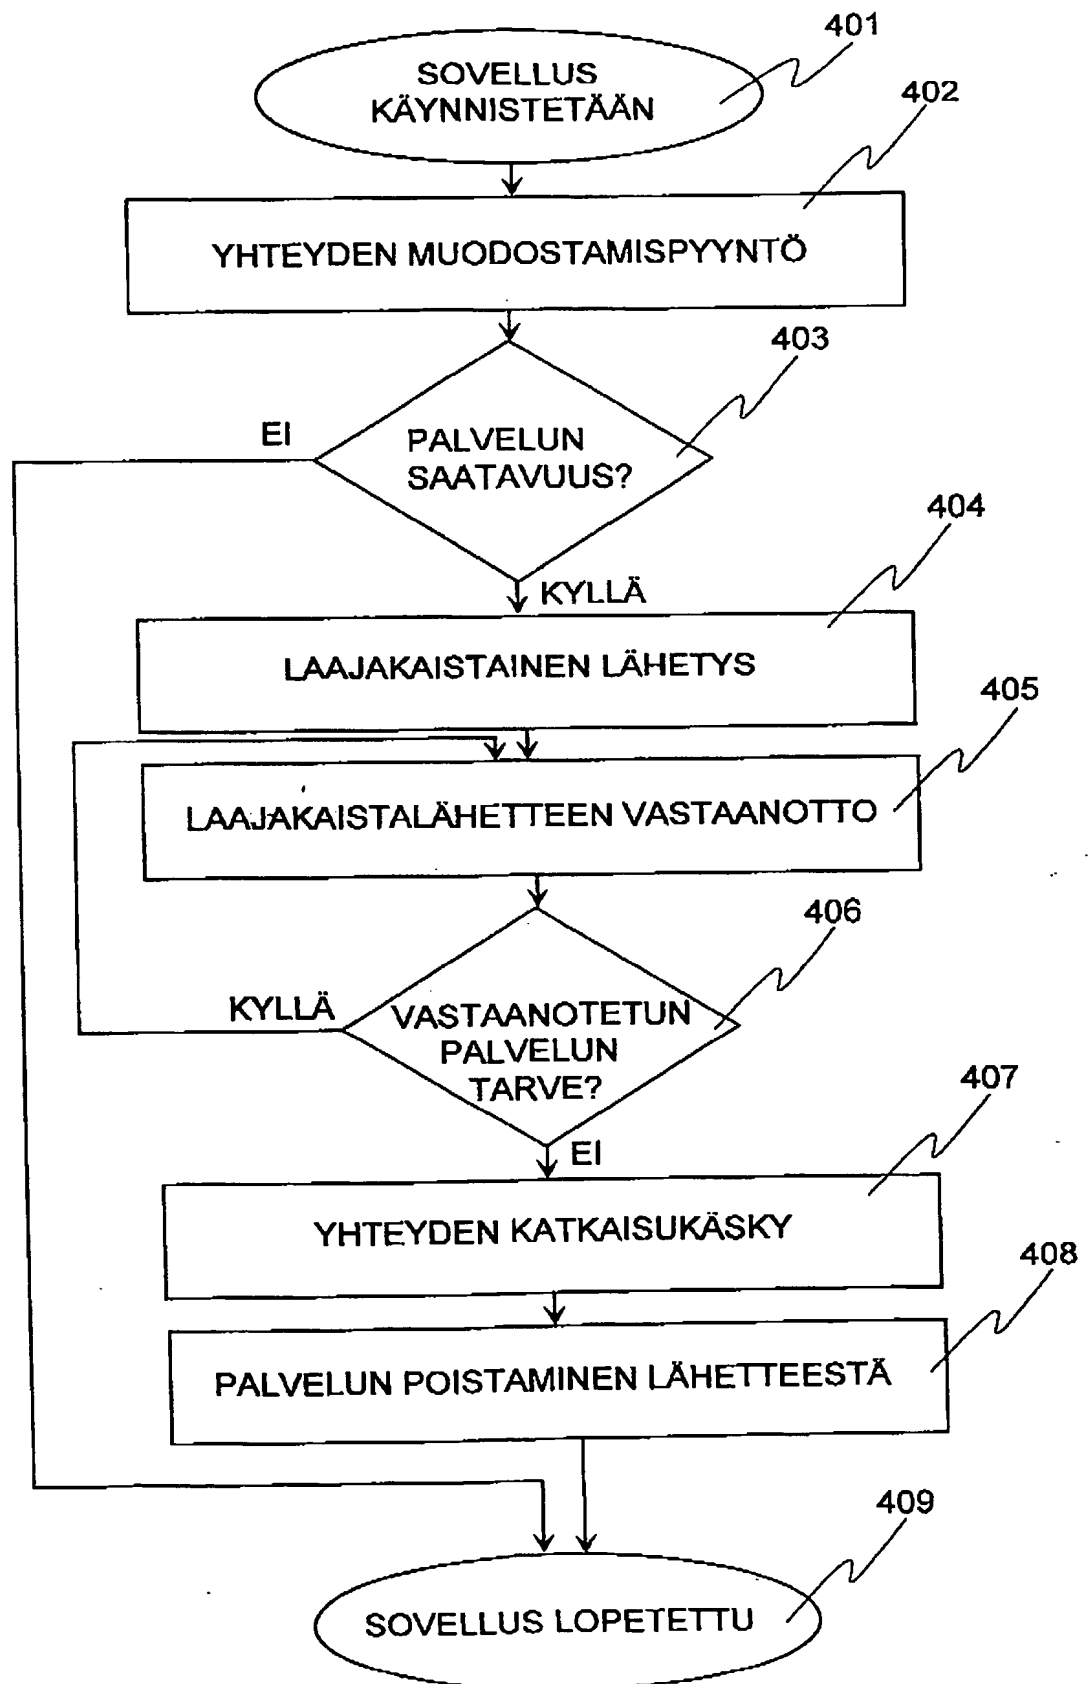 401
SOVELLUS
KÄYNNISTETÄÄN
402
YHTEYDEN MUODOSTAMISPYYNTÖ
403
EI
PALVELUN
SAATAVUUS?
404
KYLLÄ
LAAJAKAISTAINEN LÄHETYS
405
LAAJAKAISTALÄHETTEEN VASTAANOTTO
406
KYLLÄ
VASTAANOTETUN
PALVELUN
TARVE?
407
EI
YHTEYDEN KATKAISUKÄSKY
408
PALVELUN POISTAMINEN LÄHETTEESTÄ
409
SOVELLUS LOPETETTU